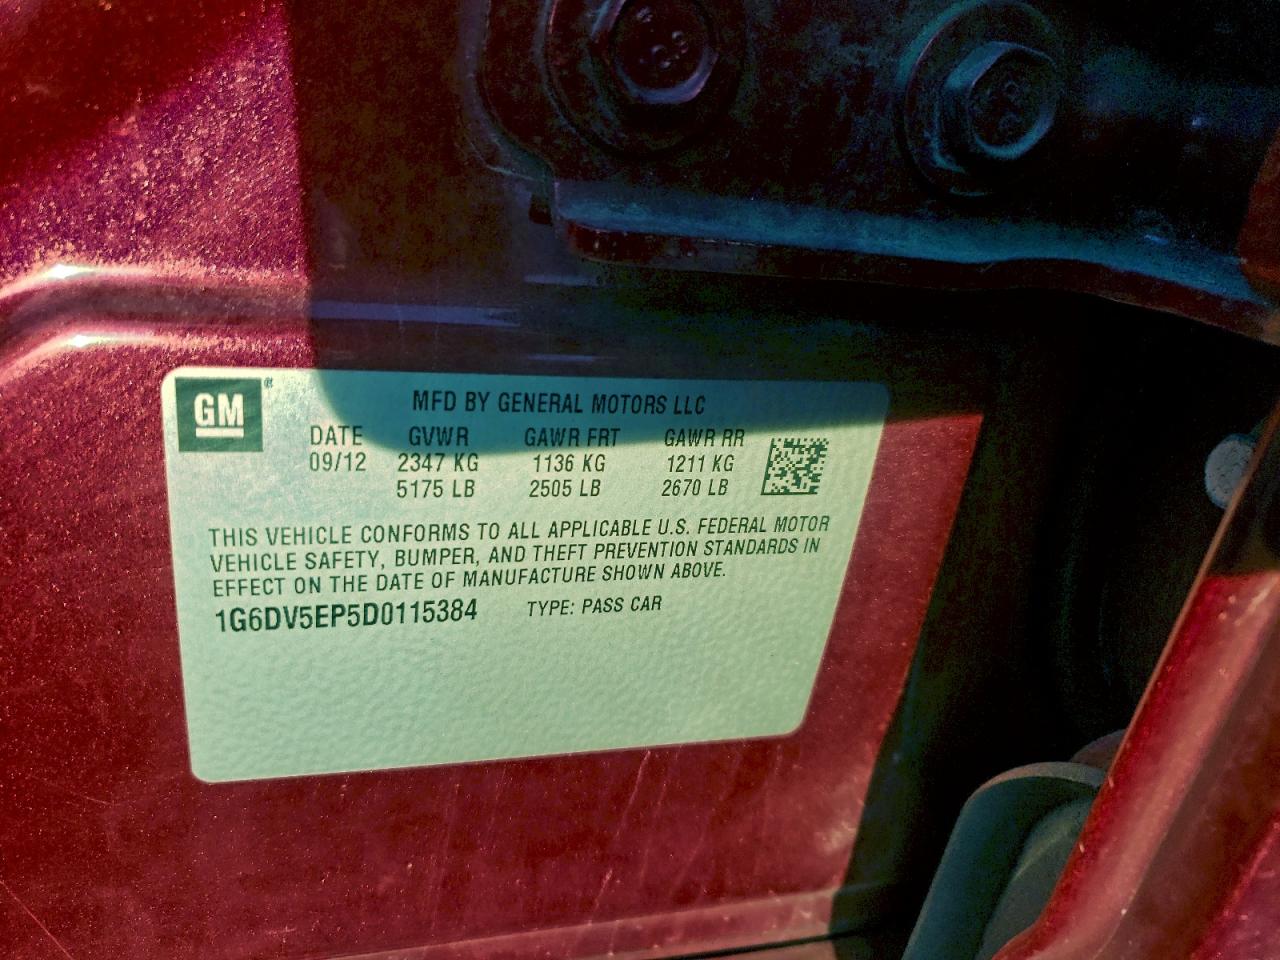 GM®
MFD BY GENERAL MOTORS LLC
DATE GVWR GAWR FRT GAWR RR
09/12 2347 KG 1136 KG 1211 KG
5175 LB 2505 LB 2670 LB
THIS VEHICLE CONFORMS TO ALL APPLICABLE U.S. FEDERAL MOTOR
VEHICLE SAFETY, BUMPER, AND THEFT PREVENTION STANDARDS IN
EFFECT ON THE DATE OF MANUFACTURE SHOWN ABOVE.
1G6DV5EP5D0115384 TYPE: PASS CAR